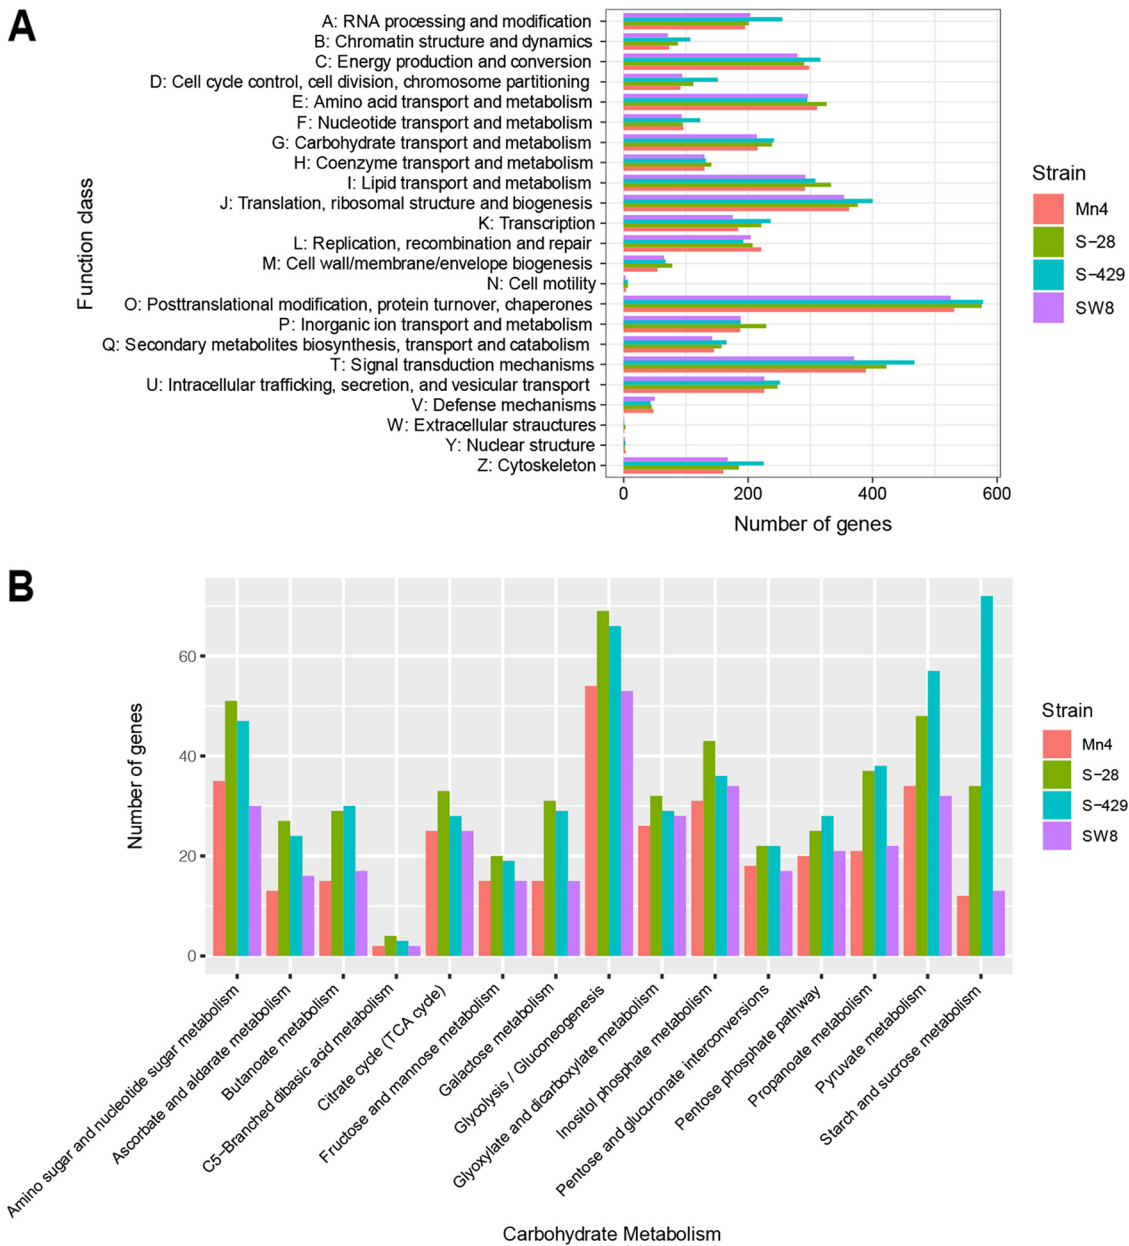 A
Function class
A: RNA processing and modification
B: Chromatin structure and dynamics
C: Energy production and conversion
D: Cell cycle control, cell division, chromosome partitioning
E: Amino acid transport and metabolism
F: Nucleotide transport and metabolism
G: Carbohydrate transport and metabolism
H: Coenzyme transport and metabolism
I: Lipid transport and metabolism
J: Translation, ribosomal structure and biogenesis
K: Transcription
L: Replication, recombination and repair
M: Cell wall/membrane/envelope biogenesis
N: Cell motility
O: Posttranslational modification, protein turnover, chaperones
P: Inorganic ion transport and metabolism
Q: Secondary metabolites biosynthesis, transport and catabolism
T: Signal transduction mechanisms
U: Intracellular trafficking, secretion, and vesicular transport
V: Defense mechanisms
W: Extracellular strauctures
Y: Nuclear structure
Z: Cytoskeleton
0 200 400 600
Number of genes
Strain
Mn4
S−28
S−429
SW8
B
Number of genes
60
40
20
0
Amino sugar and nucleotide sugar metabolism
Ascorbate and aldarate metabolism
Butanoate metabolism
C5−Branched dibasic acid metabolism
Citrate cycle (TCA cycle)
Fructose and mannose metabolism
Galactose metabolism
Glycolysis / Gluconeogenesis
Glyoxylate and dicarboxylate metabolism
Inositol phosphate metabolism
Pentose and glucuronate interconversions
Pentose phosphate pathway
Propanoate metabolism
Pyruvate metabolism
Starch and sucrose metabolism
Carbohydrate Metabolism
Strain
Mn4
S−28
S−429
SW8